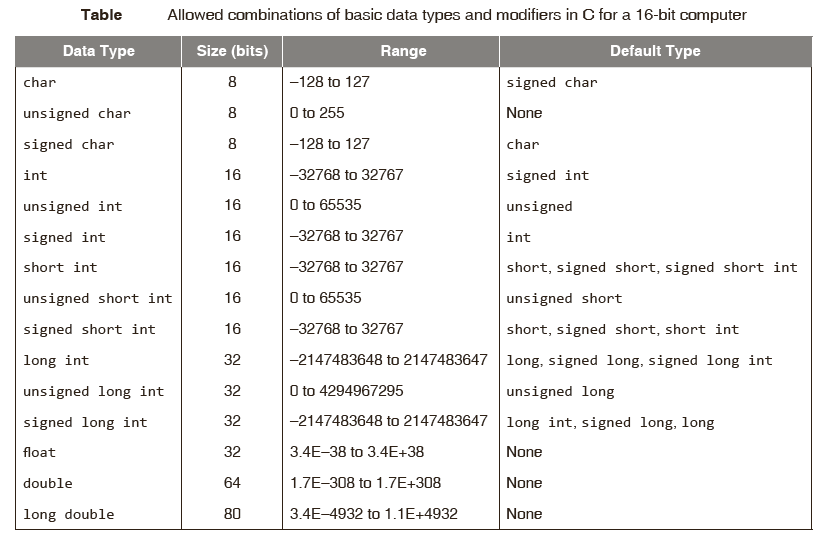 Table Allowed combinations of basic data types and modifiers in C for a 16-bit computer
Data Type Size (bits) Range Default Type
char 8 –128 to 127 signed char
unsigned char 8 0 to 255 None
signed char 8 –128 to 127 char
int 16 –32768 to 32767 signed int
unsigned int 16 0 to 65535 unsigned
signed int 16 –32768 to 32767 int
short int 16 –32768 to 32767 short, signed short, signed short int
unsigned short int 16 0 to 65535 unsigned short
signed short int 16 –32768 to 32767 short, signed short, short int
long int 32 –2147483648 to 2147483647 long, signed long, signed long int
unsigned long int 32 0 to 4294967295 unsigned long
signed long int 32 –2147483648 to 2147483647 long int, signed long, long
float 32 3.4E–38 to 3.4E+38 None
double 64 1.7E–308 to 1.7E+308 None
long double 80 3.4E–4932 to 1.1E+4932 None